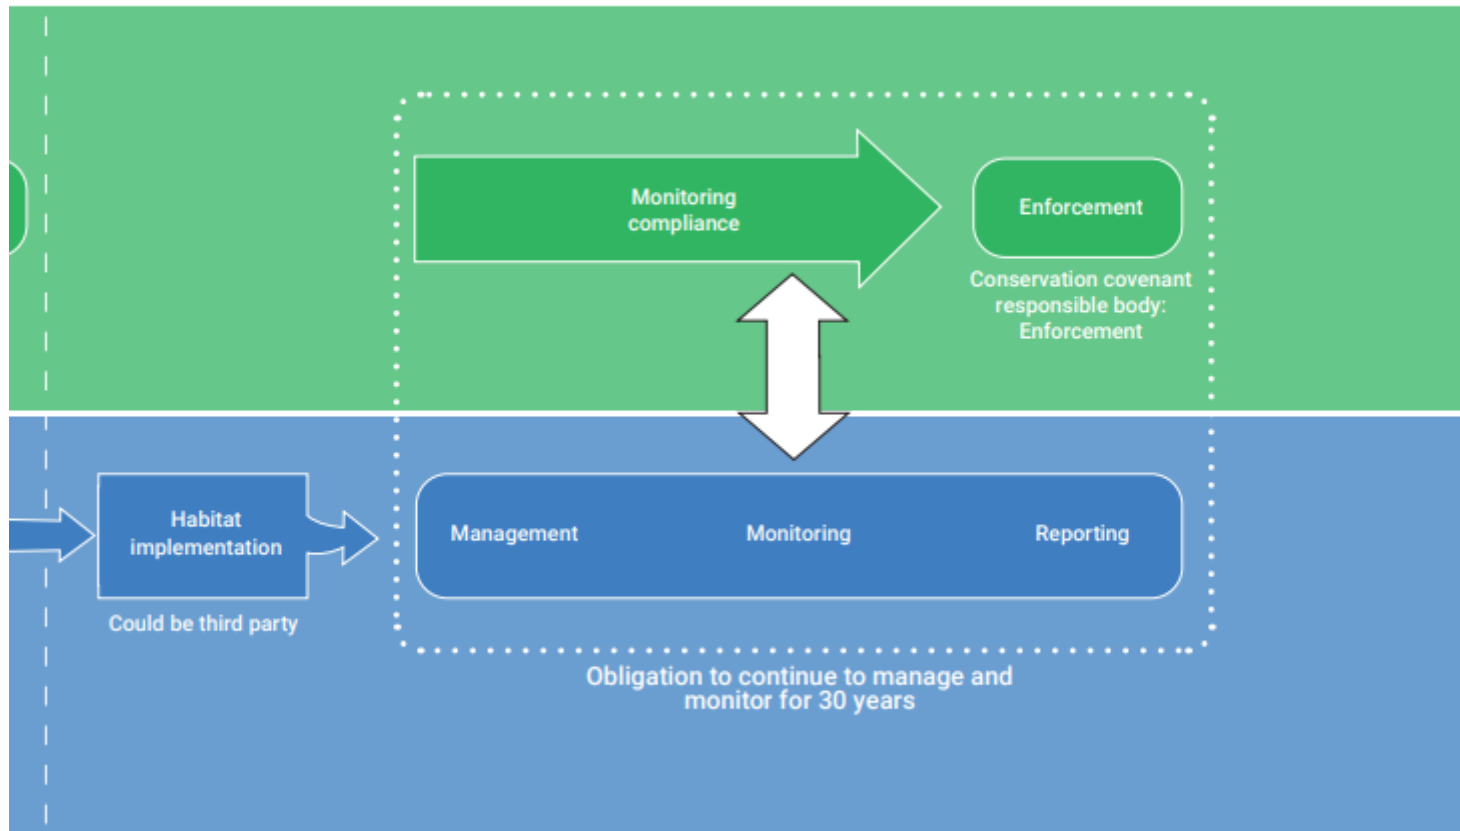 Monitoring
compliance
Enforcement
Conservation covenant
responsible body:
Enforcement
Habitat
implementation
Could be third party
Management
Monitoring
Reporting
Obligation to continue to manage and
monitor for 30 years